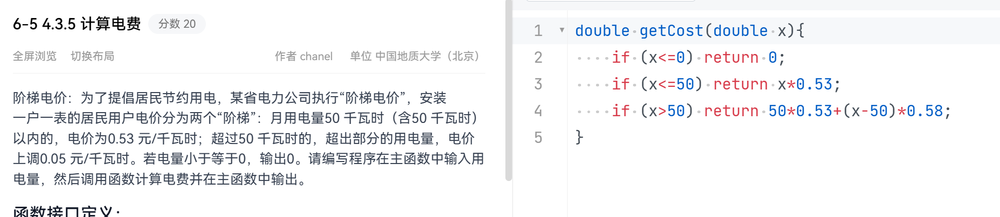 6-5 4.3.5 计算电费 分数 20
全屏浏览 切换布局 作者 chanel 单位 中国地质大学（北京）
阶梯电价：为了提倡居民节约用电，某省电力公司执行“阶梯电价”，安装
一户一表的居民用户电价分为两个“阶梯”：月用电量50 千瓦时（含50 千瓦时）
以内的，电价为0.53 元/千瓦时；超过50 千瓦时的，超出部分的用电量，电价
上调0.05 元/千瓦时。若电量小于等于0，输出0。请编写程序在主函数中输入用
电量，然后调用函数计算电费并在主函数中输出。
函数接口定义：
1 double getCost(double x){
2     if (x<=0) return 0;
3     if (x<=50) return x*0.53;
4     if (x>50) return 50*0.53+(x-50)*0.58;
5 }